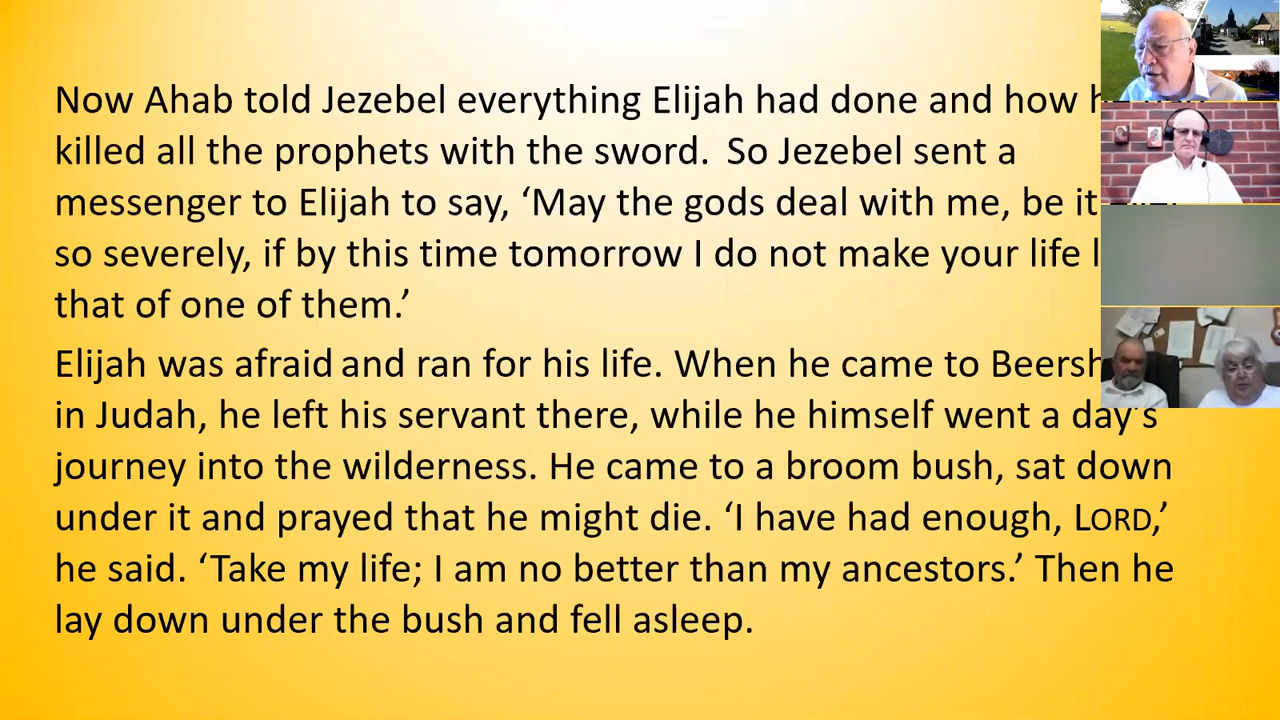 Now Ahab told Jezebel everything Elijah had done and how
killed all the prophets with the sword. So Jezebel sent a
messenger to Elijah to say, ‘May the gods deal with me, be it
so severely, if by this time tomorrow I do not make your life
that of one of them.’
Elijah was afraid and ran for his life. When he came to
in Judah, he left his servant there, while he himself went a day’s
journey into the wilderness. He came to a broom bush, sat down
under it and prayed that he might die. ‘I have had enough, LORD,’
he said. ‘Take my life; I am no better than my ancestors.’ Then he
lay down under the bush and fell asleep.